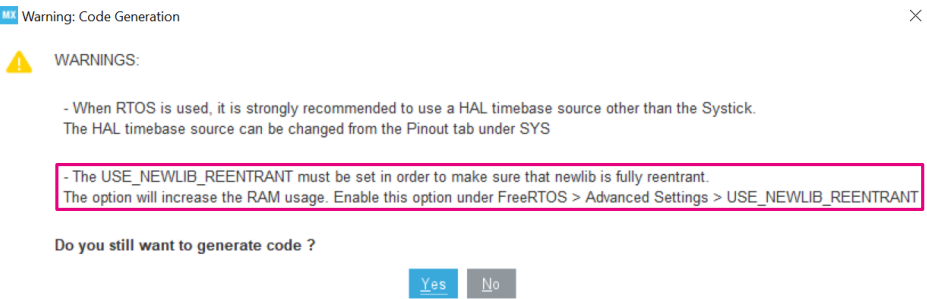 MX Warning: Code Generation
WARNINGS:
- When RTOS is used, it is strongly recommended to use a HAL timebase source other than the Systick.
The HAL timebase source can be changed from the Pinout tab under SYS
- The USE_NEWLIB_REENTRANT must be set in order to make sure that newlib is fully reentrant.
The option will increase the RAM usage. Enable this option under FreeRTOS > Advanced Settings > USE_NEWLIB_REENTRANT
Do you still want to generate code ?
Yes No